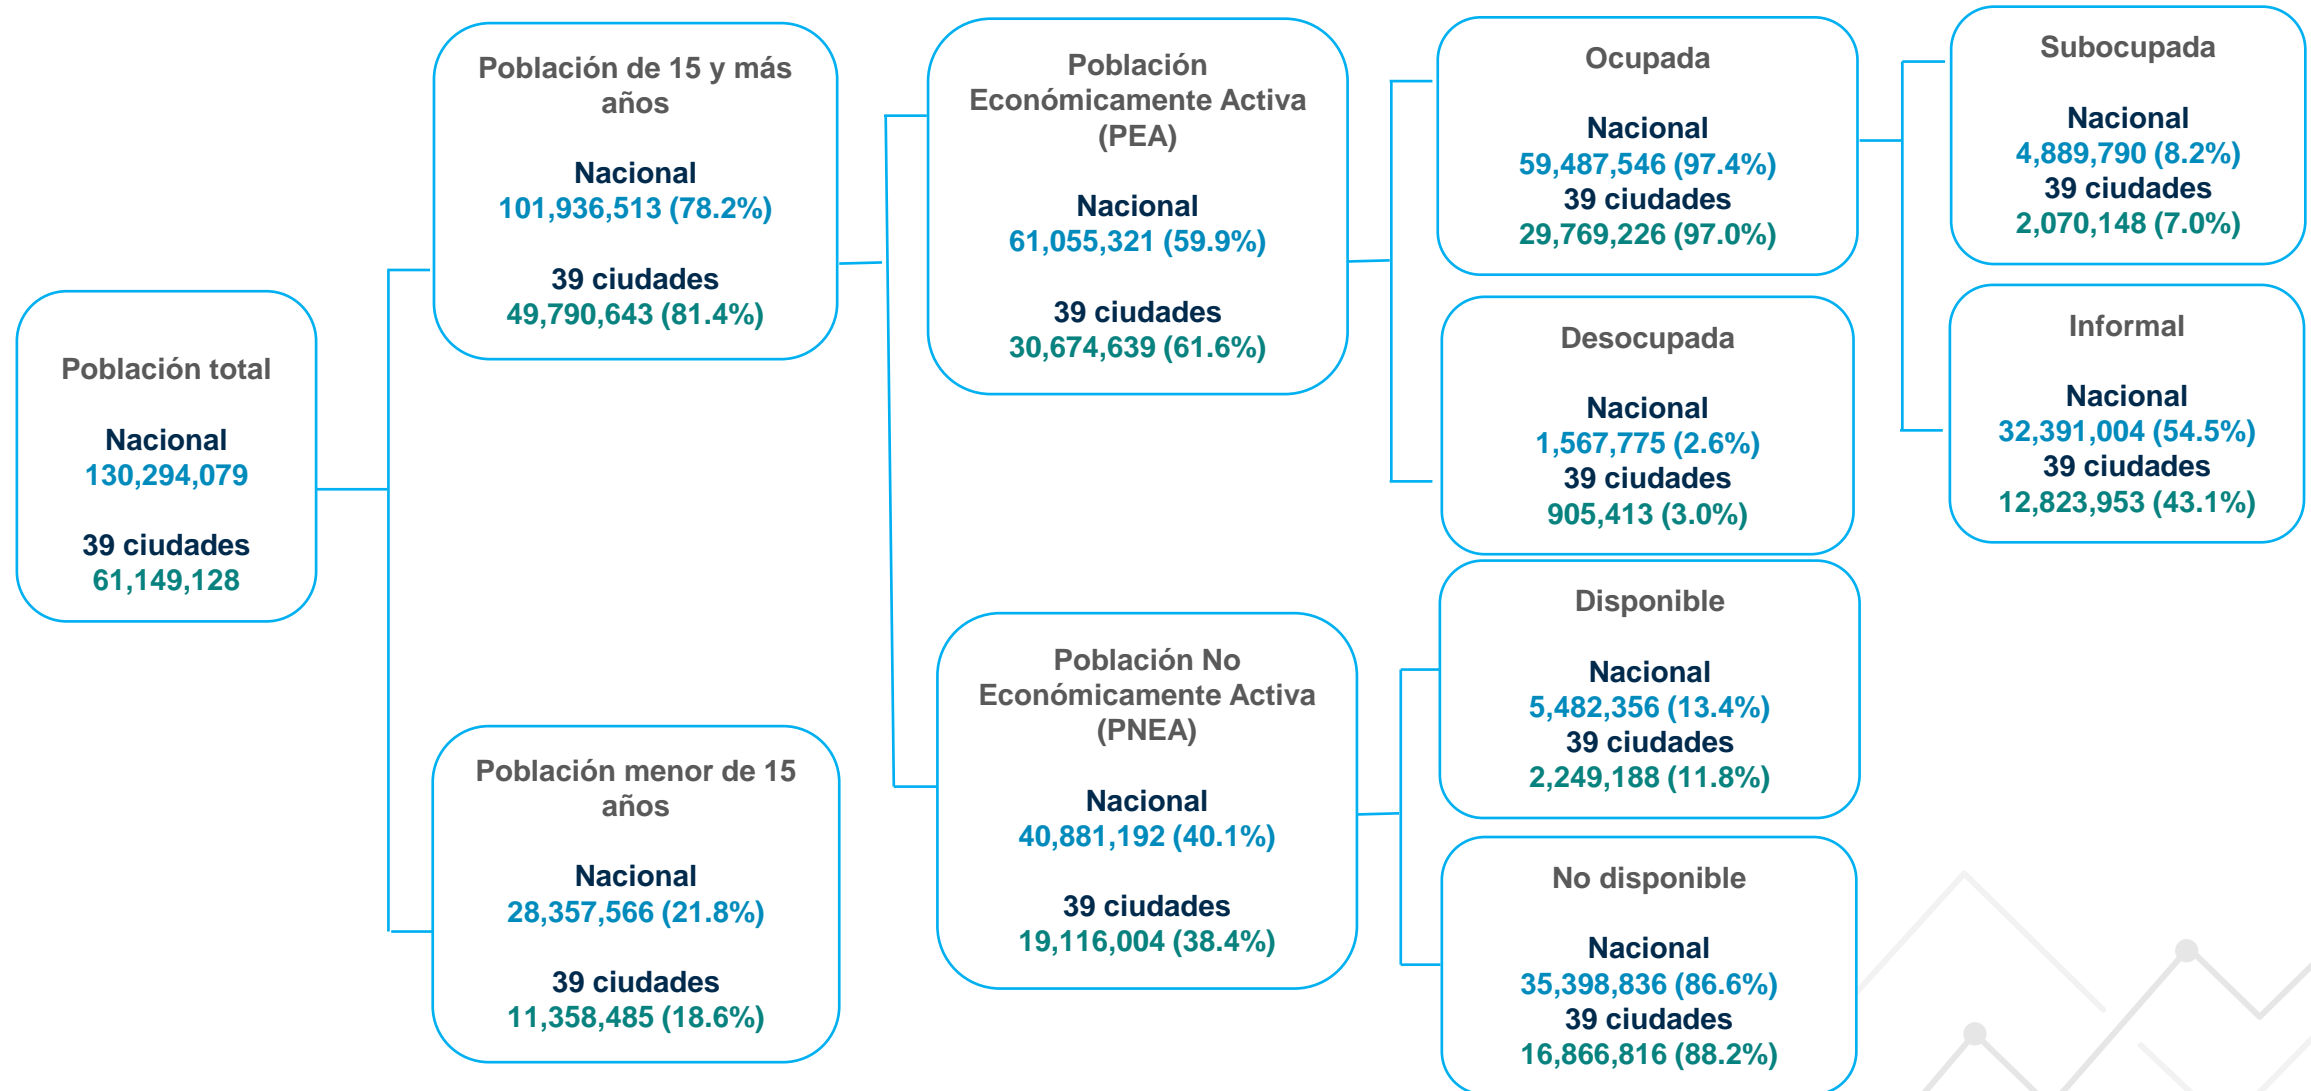 Población total
Nacional
130,294,079
39 ciudades
61,149,128
Población de 15 y más
años
Nacional
101,936,513 (78.2%)
39 ciudades
49,790,643 (81.4%)
Población menor de 15
años
Nacional
28,357,566 (21.8%)
39 ciudades
11,358,485 (18.6%)
Población
Económicamente Activa
(PEA)
Nacional
61,055,321 (59.9%)
39 ciudades
30,674,639 (61.6%)
Población No
Económicamente Activa
(PNEA)
Nacional
40,881,192 (40.1%)
39 ciudades
19,116,004 (38.4%)
Ocupada
Nacional
59,487,546 (97.4%)
39 ciudades
29,769,226 (97.0%)
Desocupada
Nacional
1,567,775 (2.6%)
39 ciudades
905,413 (3.0%)
Disponible
Nacional
5,482,356 (13.4%)
39 ciudades
2,249,188 (11.8%)
No disponible
Nacional
35,398,836 (86.6%)
39 ciudades
16,866,816 (88.2%)
Subocupada
Nacional
4,889,790 (8.2%)
39 ciudades
2,070,148 (7.0%)
Informal
Nacional
32,391,004 (54.5%)
39 ciudades
12,823,953 (43.1%)